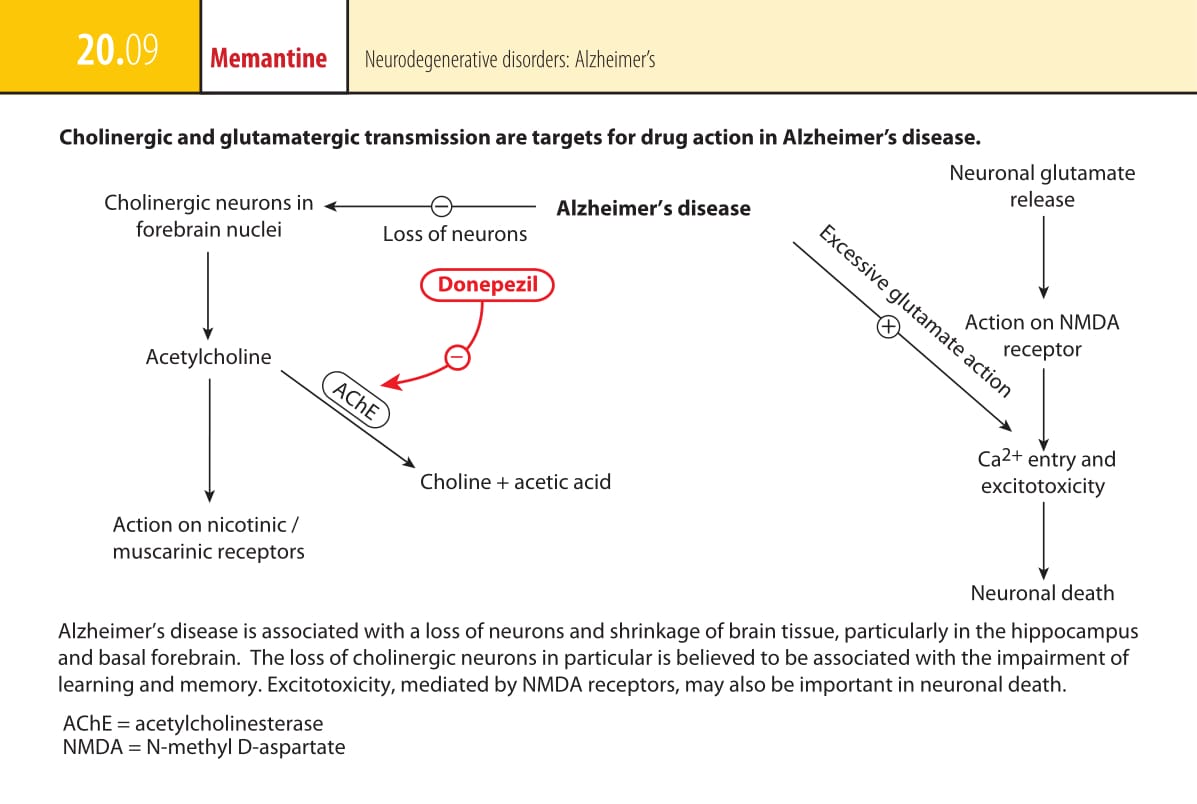 20.09
Memantine
Neurodegenerative disorders: Alzheimer's
Cholinergic and glutamatergic transmission are targets for drug action in Alzheimer's disease.
Cholinergic neurons in
forebrain nuclei
−
Loss of neurons
Alzheimer's disease
Neuronal glutamate
release
Donepezil
−
Excessive glutamate action
+
Action on NMDA
receptor
Acetylcholine
AChE
Choline + acetic acid
Ca2+ entry and
excitotoxicity
Action on nicotinic /
muscarinic receptors
Neuronal death
Alzheimer's disease is associated with a loss of neurons and shrinkage of brain tissue, particularly in the hippocampus
and basal forebrain. The loss of cholinergic neurons in particular is believed to be associated with the impairment of
learning and memory. Excitotoxicity, mediated by NMDA receptors, may also be important in neuronal death.
AChE = acetylcholinesterase
NMDA = N-methyl D-aspartate